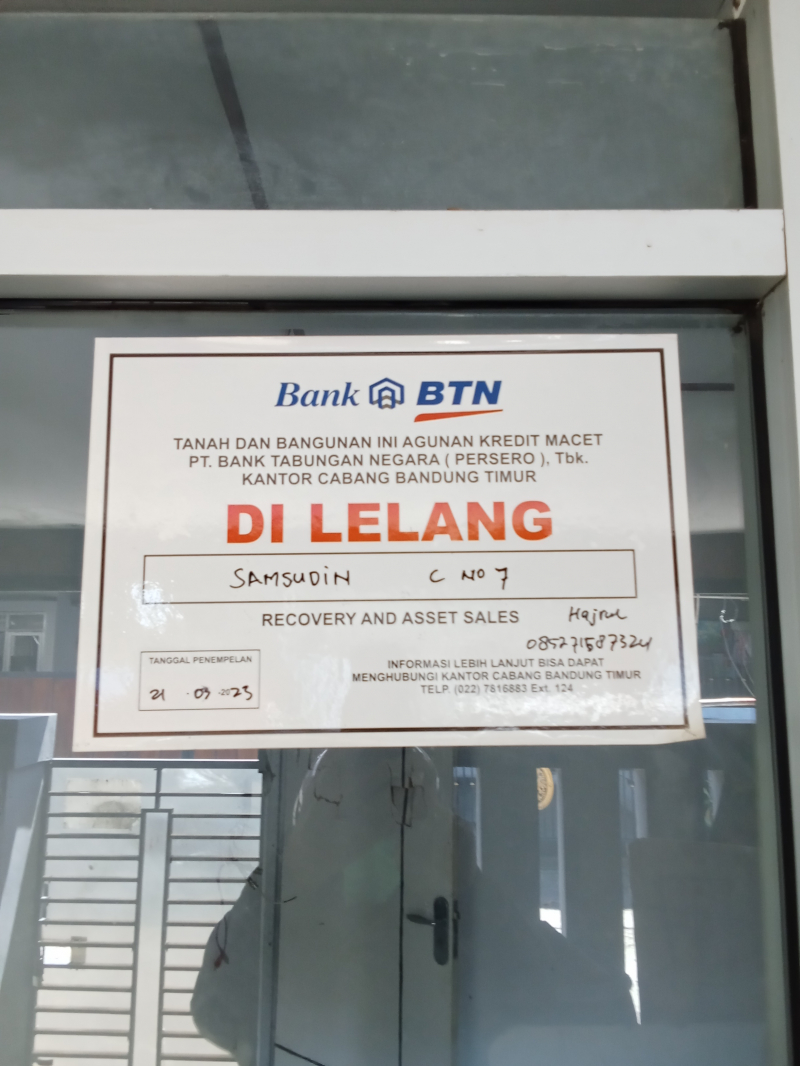 Bank BTN
TANAH DAN BANGUNAN INI AGUNAN KREDIT MACET
PT. BANK TABUNGAN NEGARA ( PERSERO ), Tbk.
KANTOR CABANG BANDUNG TIMUR
DI LELANG
SAMSUDIN C NO 7
RECOVERY AND ASSET SALES Hajrul
085271587324
TANGGAL PENEMPELAN
21 - 03 - 2023
INFORMASI LEBIH LANJUT BISA DAPAT
MENGHUBUNGI KANTOR CABANG BANDUNG TIMUR
TELP. (022) 7816883 Ext. 124